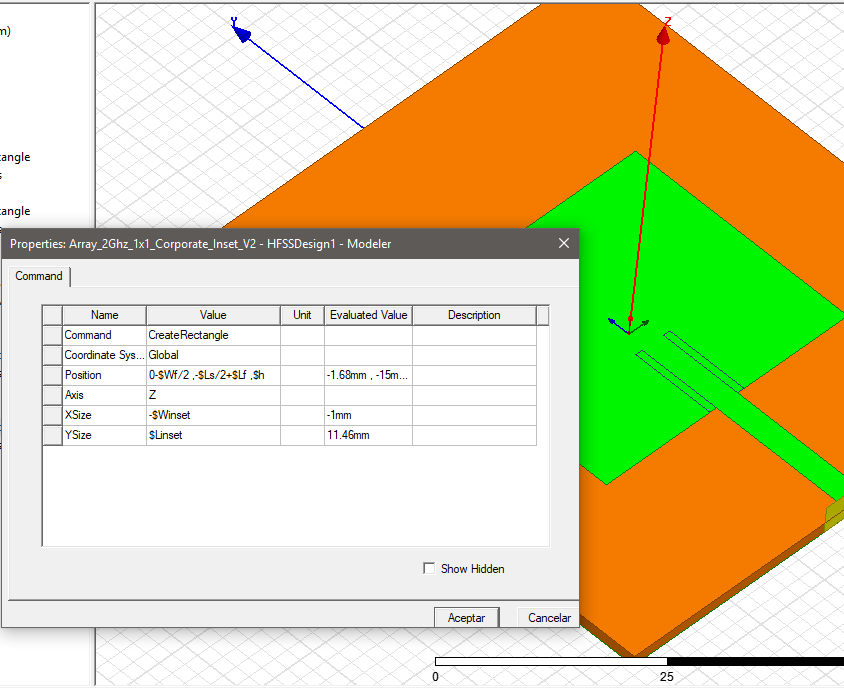 m)
Y
Z
tangle
s
tangle
Properties: Array_2Ghz_1x1_Corporate_Inset_V2 - HFSSDesign1 - Modeler
Command
Name Value Unit Evaluated Value Description
Command CreateRectangle
Coordinate Sys... Global
Position 0-$Wf/2 ,-$Ls/2+$Lf ,$h -1.68mm , -15m...
Axis Z
XSize -$Winset -1mm
YSize $Linset 11.46mm
Show Hidden
Aceptar Cancelar
0 25